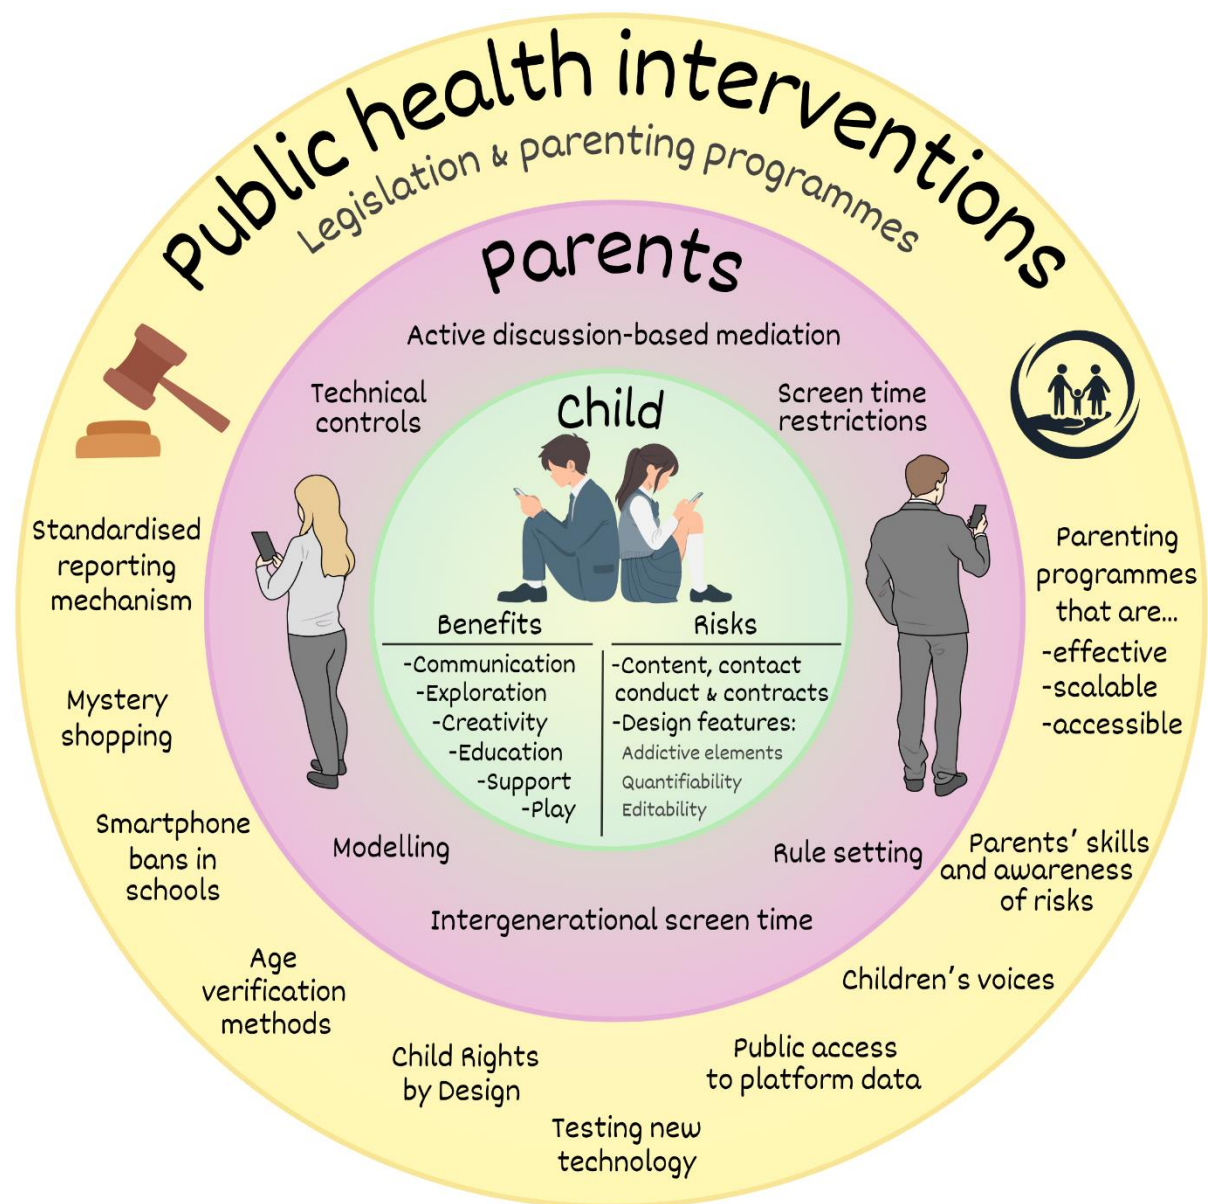 Public health interventions
Legislation & parenting programmes
Parents
Active discussion-based mediation
Technical
controls
Screen time
restrictions
Child
Benefits
-Communication
-Exploration
-Creativity
-Education
-Support
-Play
Risks
-Content, contact
conduct & contracts
-Design features:
Addictive elements
Quantifiability
Editability
Modelling
Rule setting
Intergenerational screen time
Standardised
reporting
mechanism
Mystery
shopping
Smartphone
bans in
schools
Age
verification
methods
Child Rights
by Design
Testing new
technology
Public access
to platform data
Children's voices
Parents' skills
and awareness
of risks
Parenting
programmes
that are...
-effective
-scalable
-accessible